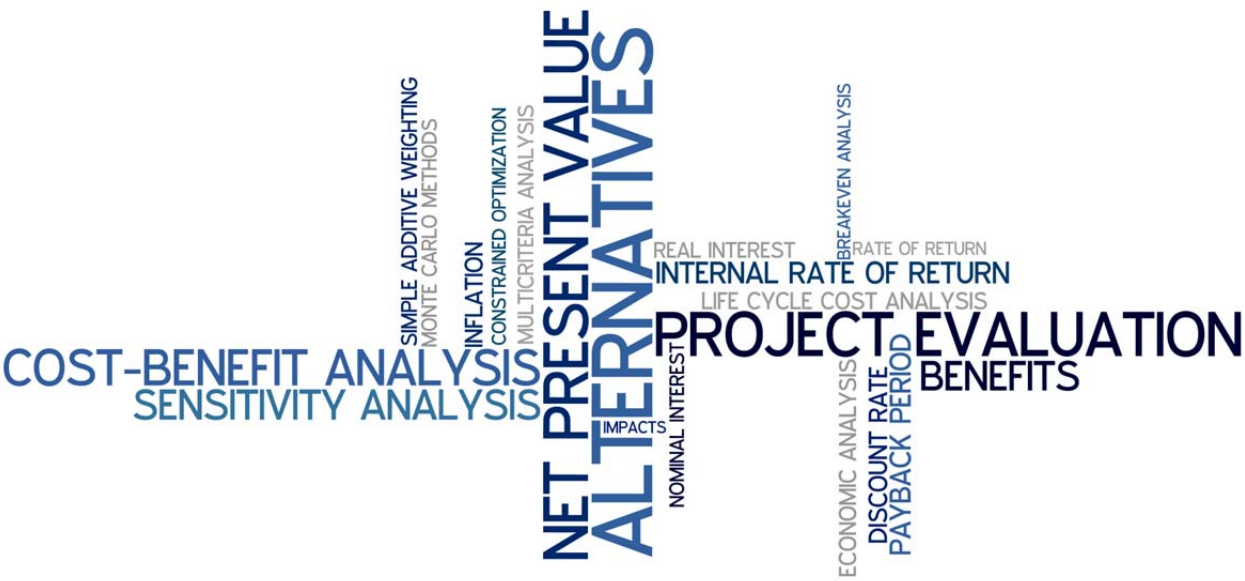 SIMPLE ADDITIVE WEIGHTING
MONTE CARLO METHODS
INFLATION
CONSTRAINED OPTIMIZATION
MULTICRITERIA ANALYSIS
NET PRESENT VALUE
ALTERNATIVES
BREAKEVEN ANALYSIS
REAL INTEREST
RATE OF RETURN
INTERNAL RATE OF RETURN
LIFE CYCLE COST ANALYSIS
PROJECT EVALUATION
COST-BENEFIT ANALYSIS
BENEFITS
SENSITIVITY ANALYSIS
IMPACTS
NOMINAL INTEREST
ECONOMIC ANALYSIS
DISCOUNT RATE
PAYBACK PERIOD